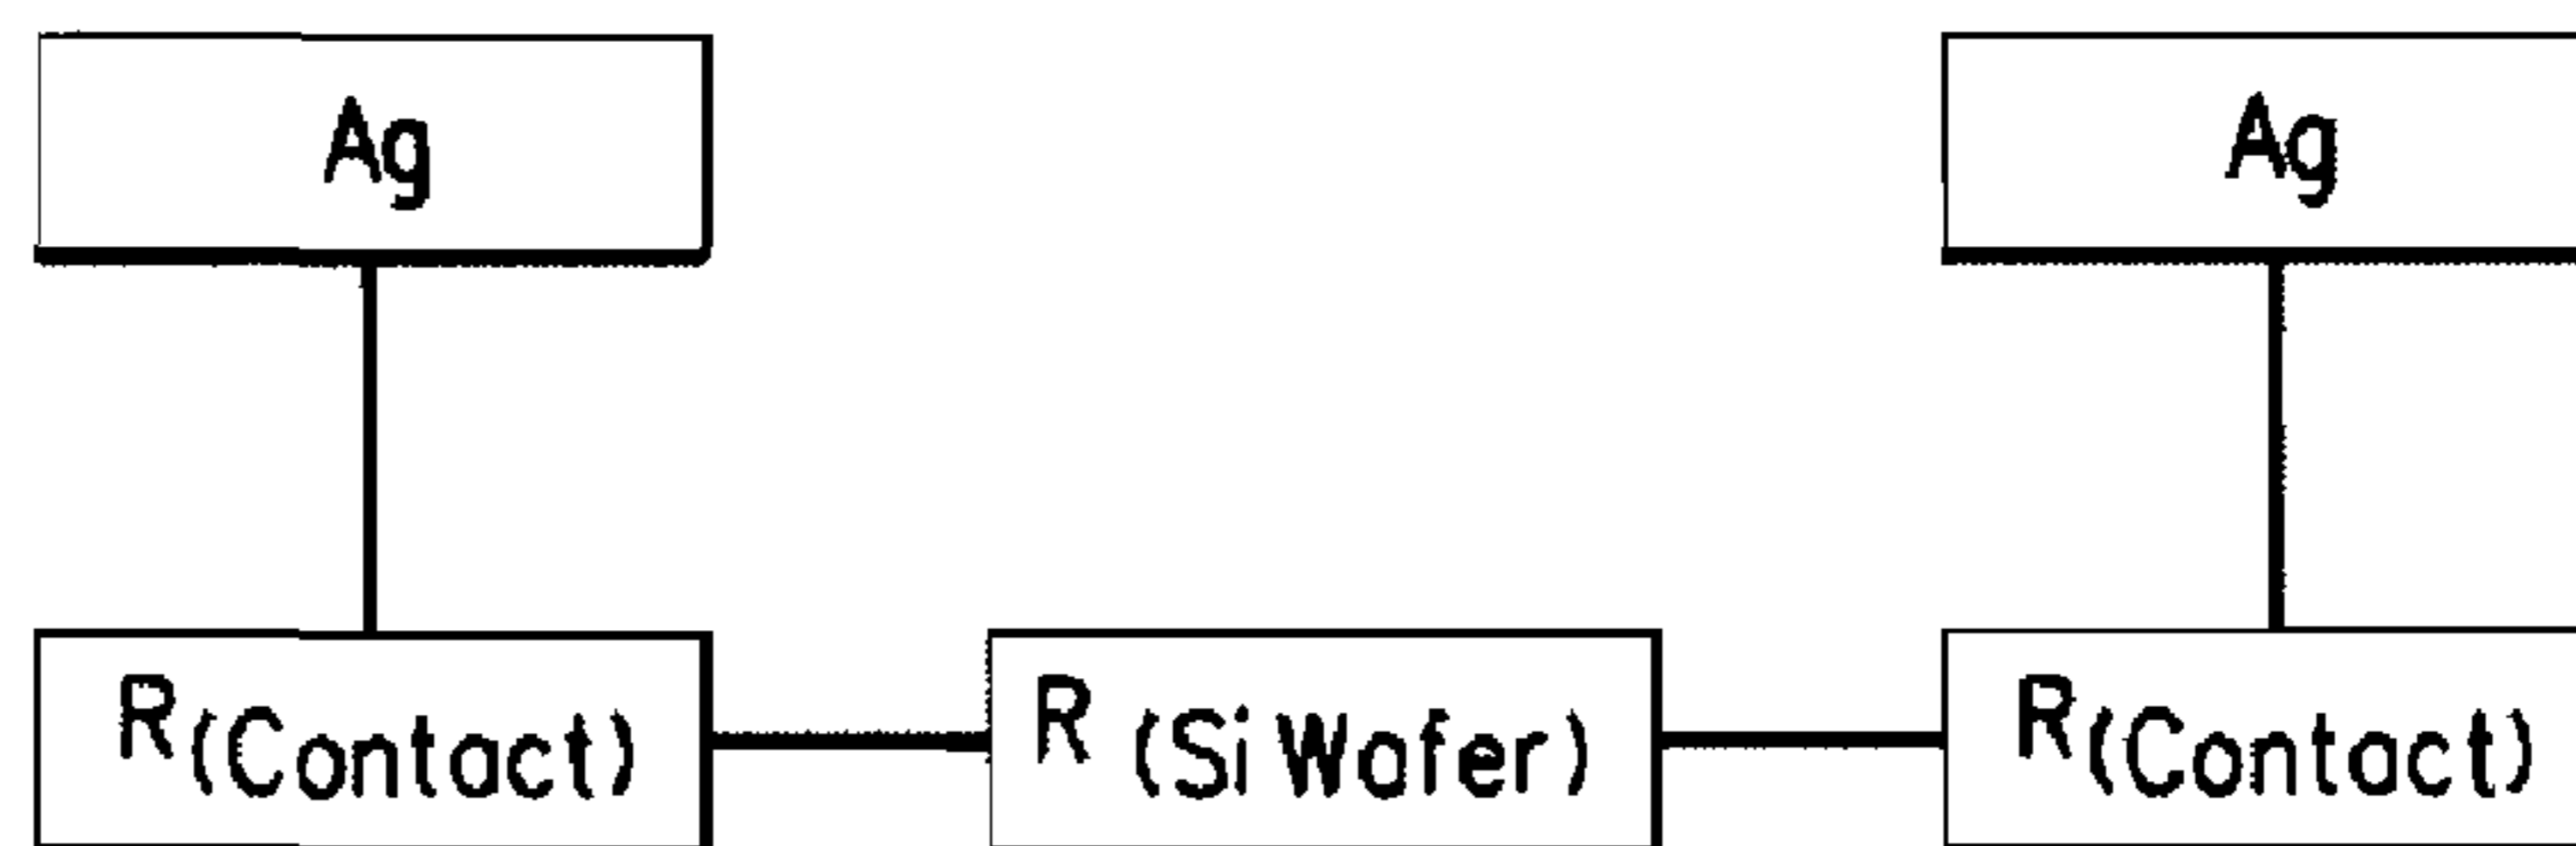 Ag
Ag
R(Contact)
R (Si Wafer)
R(Contact)